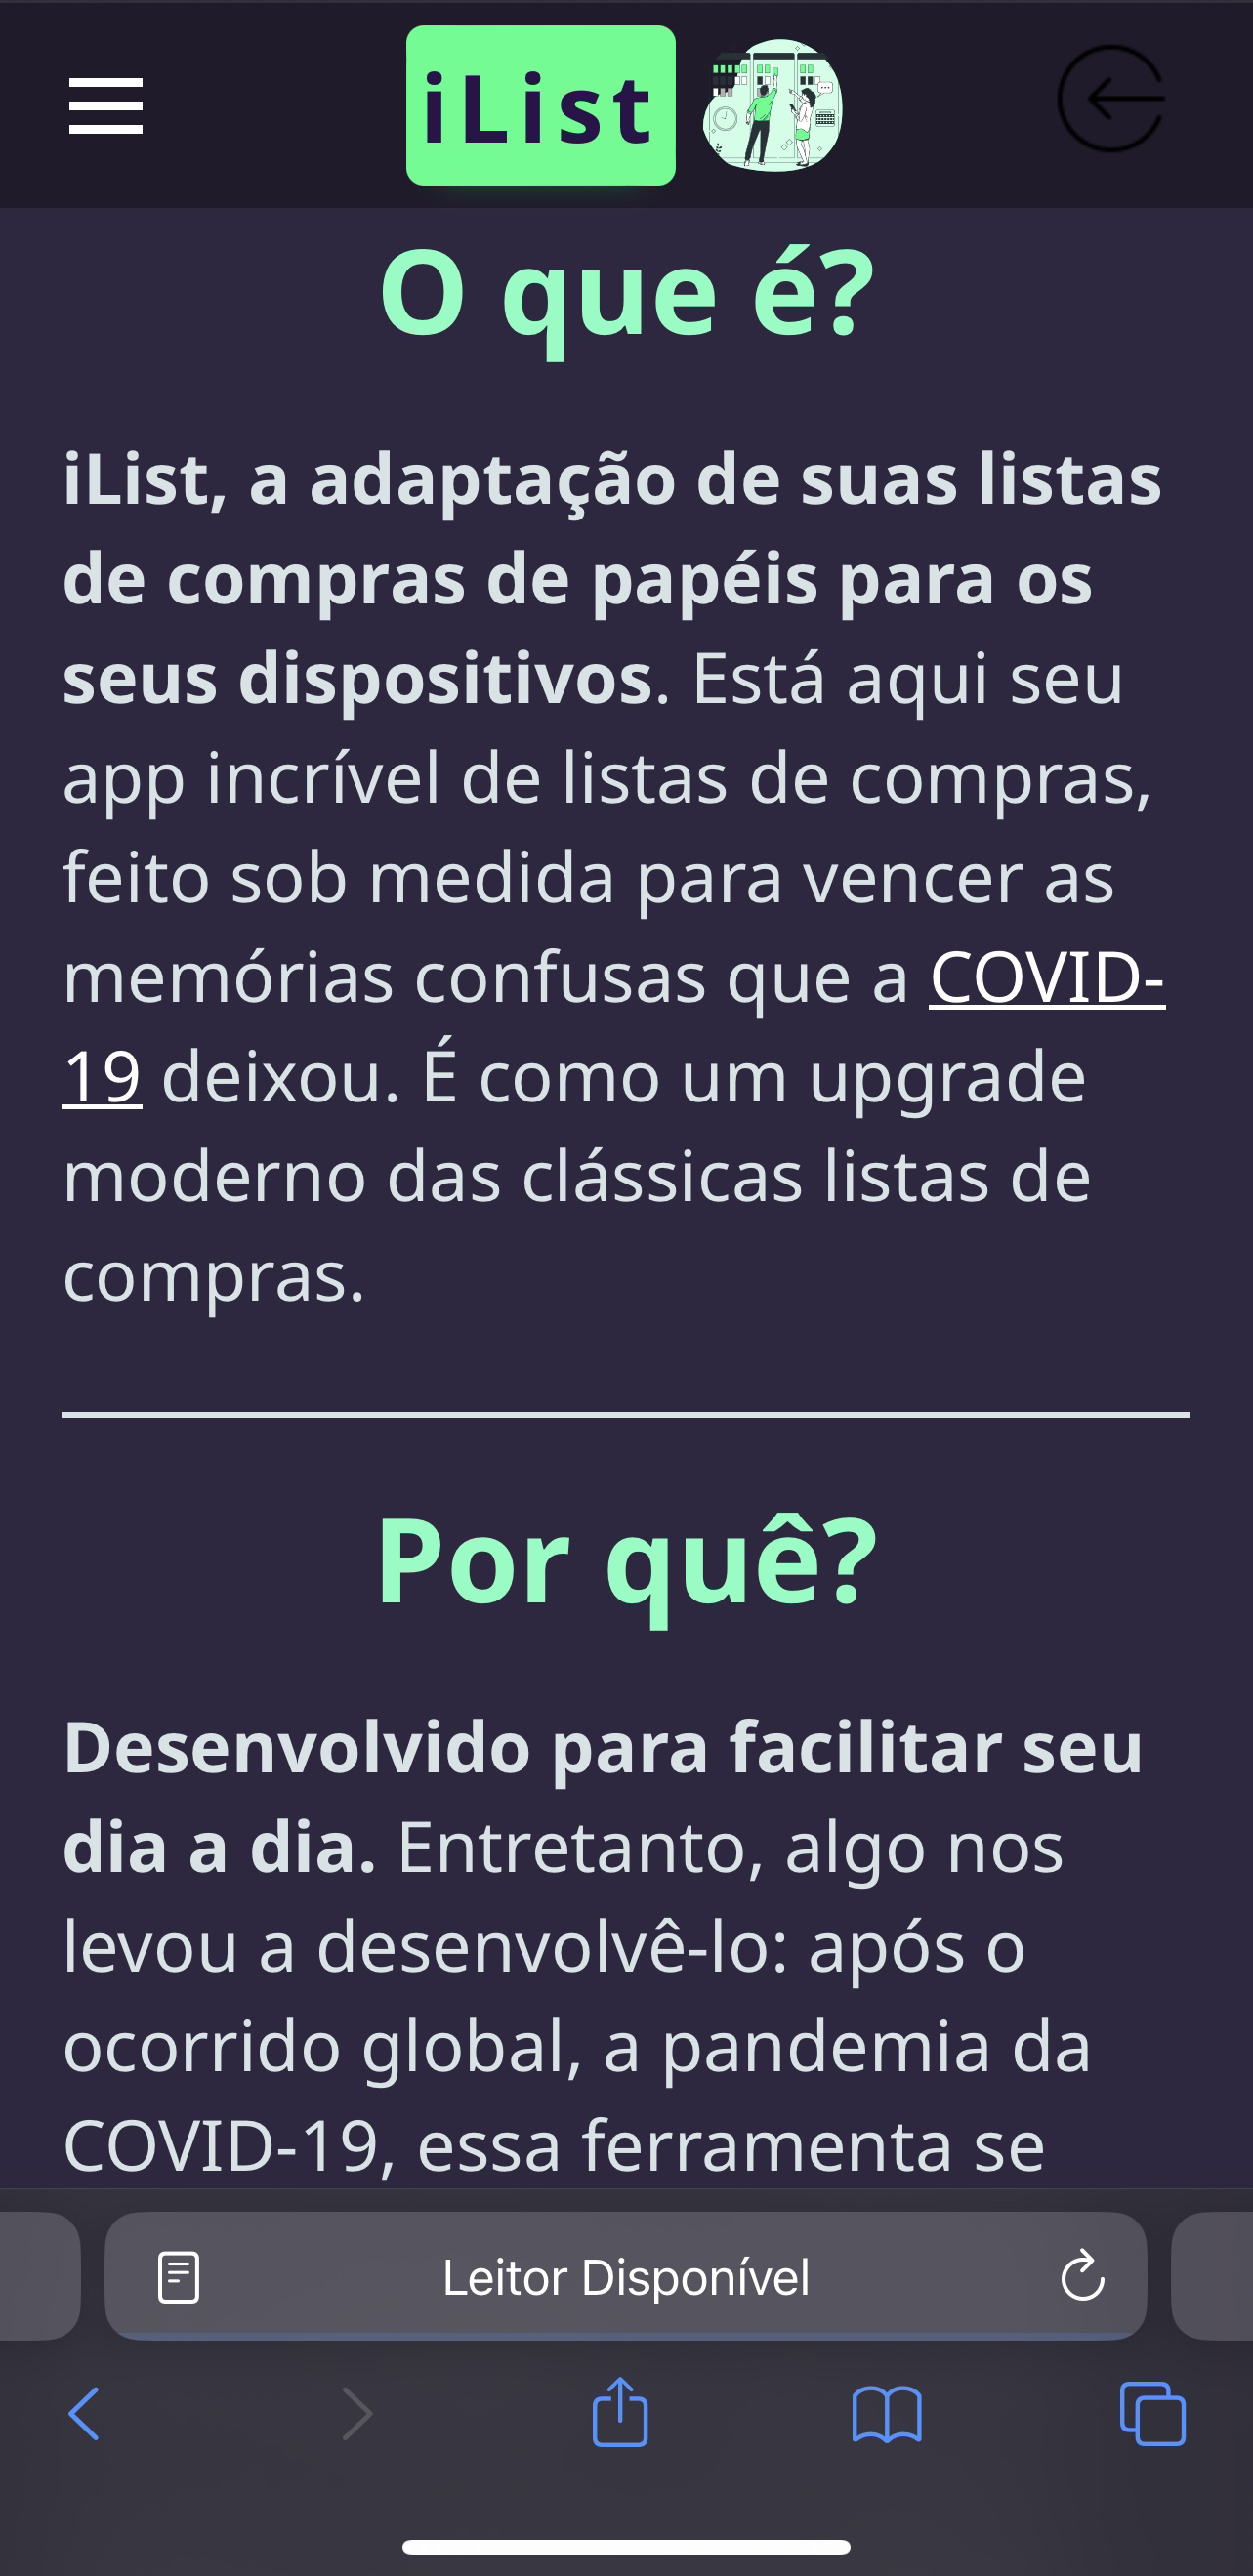 iList
O que é?
iList, a adaptação de suas listas
de compras de papéis para os
seus dispositivos. Está aqui seu
app incrível de listas de compras,
feito sob medida para vencer as
memórias confusas que a COVID-
19 deixou. É como um upgrade
moderno das clássicas listas de
compras.
Por quê?
Desenvolvido para facilitar seu
dia a dia. Entretanto, algo nos
levou a desenvolvê-lo: após o
ocorrido global, a pandemia da
COVID-19, essa ferramenta se
Leitor Disponível